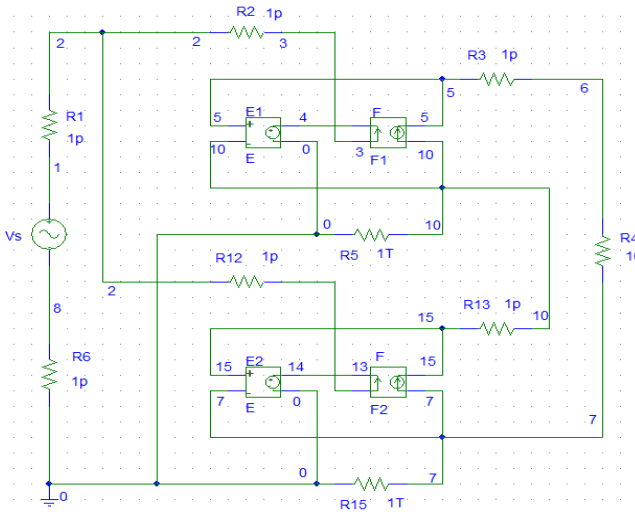 R2 1p
2 2 3
R3 1p
5 6
R1
1p
E1 F
5 4 5
10 0 3 10
E F1
1
Vs
0 10
R5 1T
R4
R12 1p
2
8
15 R13 1p 10
R6
1p
E2 F
15 14 13 15
7 0 7
E F2
7
0 7
0
R15 1T